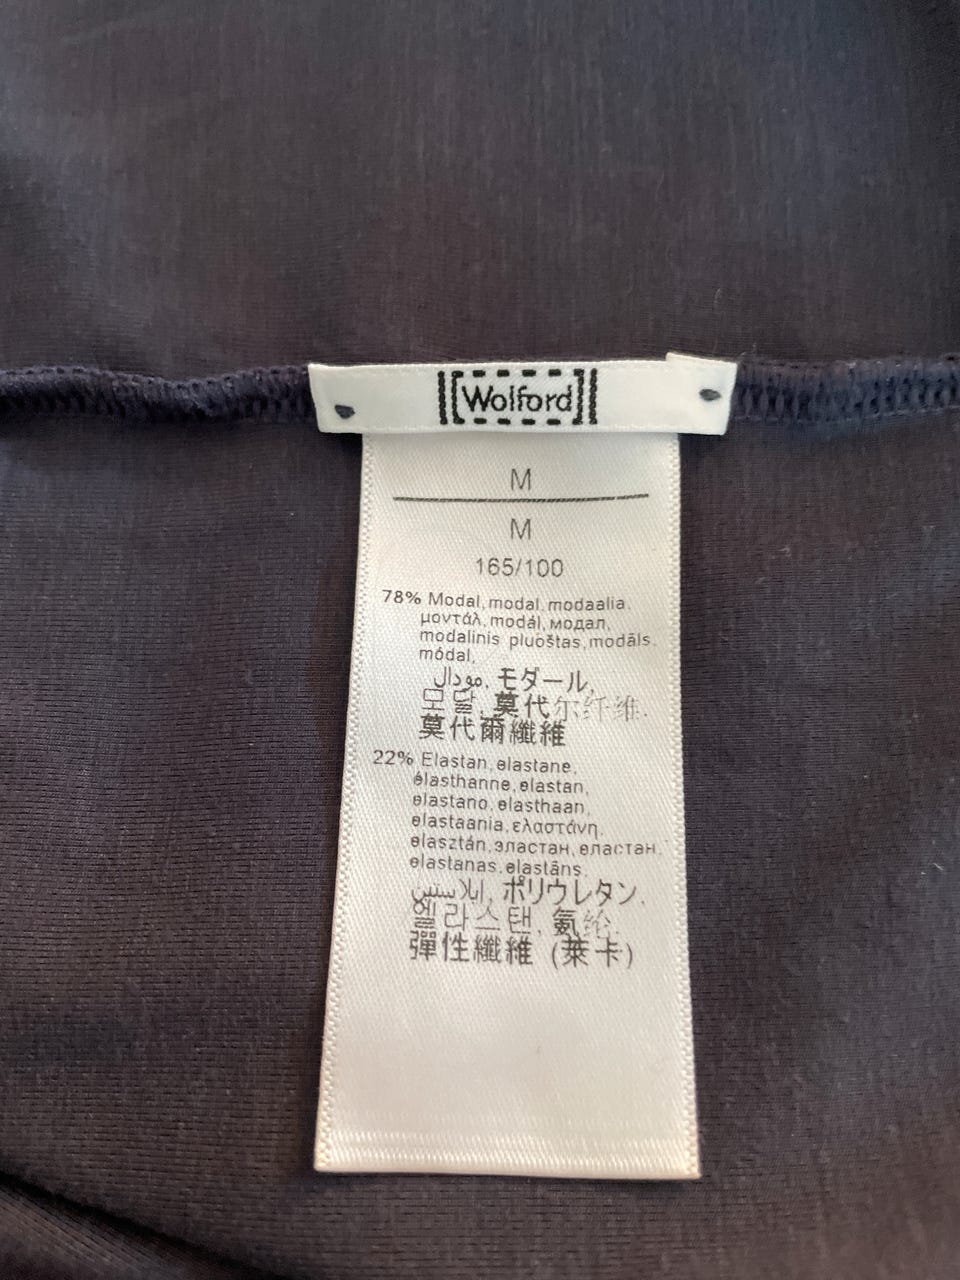 Wolford
M
M
165/100
78% Modal, modal, modaalia,
μοντάλ, modál, модал,
modalinis pluoštas, modāls,
módal,
مودال, モダール,
모달, 莫代尔纤维,
莫代爾纖維
22% Elastan, elastane,
élasthanne, elastan,
elastano, elasthaan,
elastaania, ελαστάνη,
elasztán, эластан, еластан,
elastanas, elastāns,
ايلاستين, ポリウレタン,
엘라스탠, 氨纶,
彈性纖維 (萊卡)